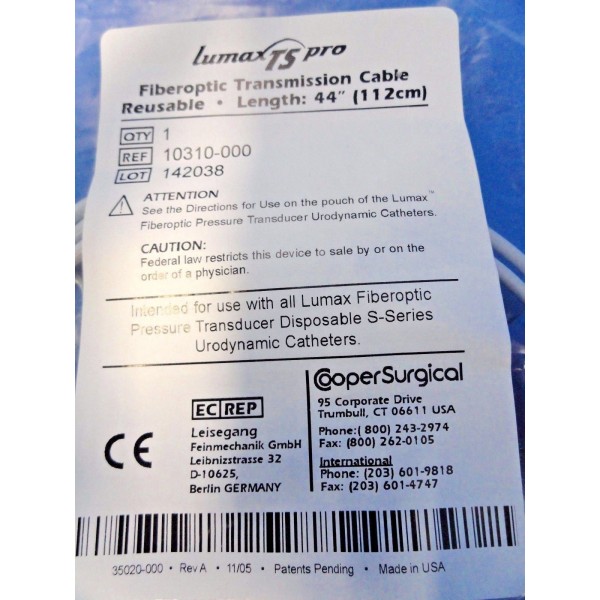 Lumax TS pro
Fiberoptic Transmission Cable
Reusable • Length: 44" (112cm)
QTY 1
REF 10310-000
LOT 142038
ATTENTION
See the Directions for Use on the pouch of the Lumax™
Fiberoptic Pressure Transducer Urodynamic Catheters.
CAUTION:
Federal law restricts this device to sale by or on the
order of a physician.
Intended for use with all Lumax Fiberoptic
Pressure Transducer Disposable S-Series
Urodynamic Catheters.
CooperSurgical
95 Corporate Drive
Trumbull, CT 06611 USA
Phone:( 800) 243-2974
Fax: (800) 262-0105
International
Phone: (203) 601-9818
Fax: (203) 601-4747
CE
EC REP
Leisegang
Feinmechanik GmbH
Leibnizstrasse 32
D-10625,
Berlin GERMANY
35020-000 • Rev A • 11/05 • Patents Pending • Made in USA